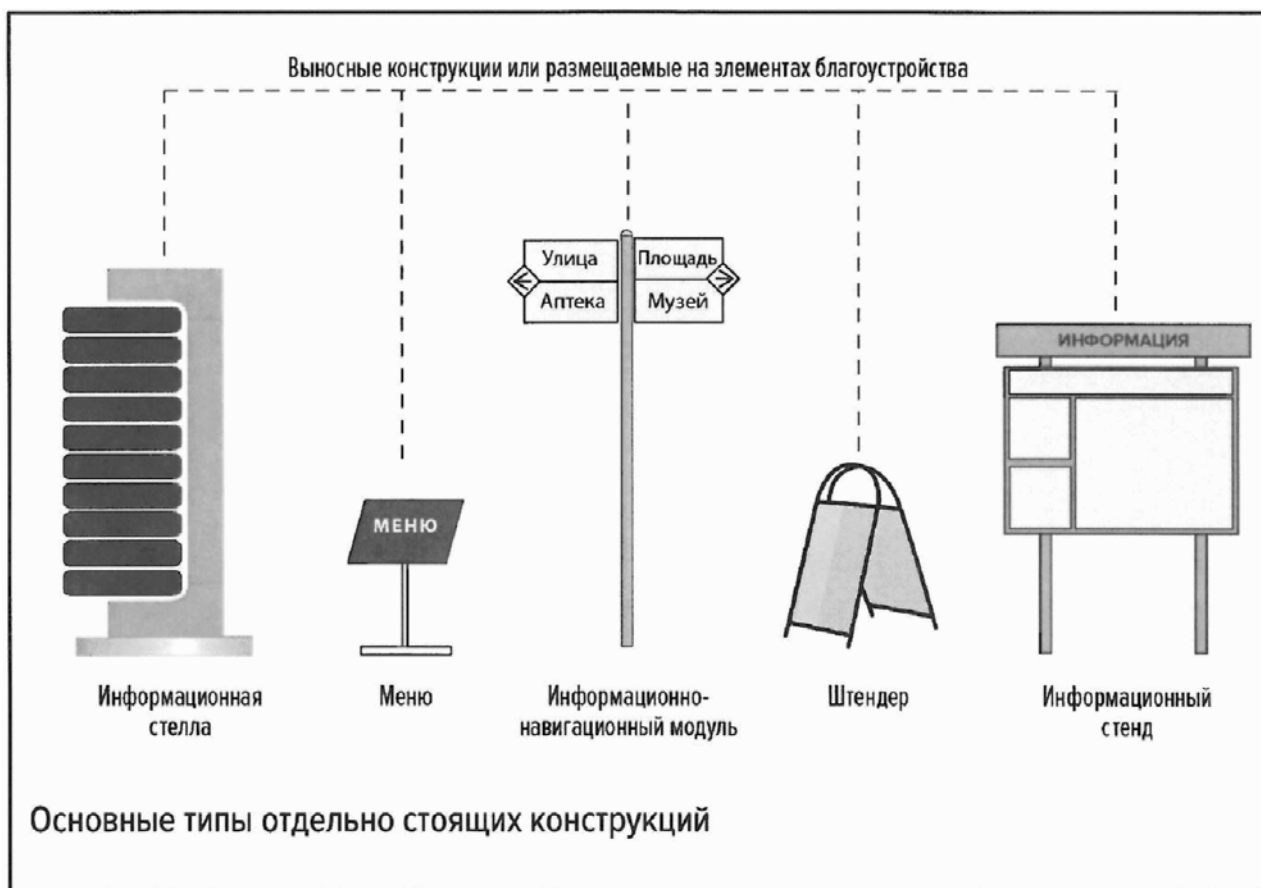 Выносные конструкции или размещаемые на элементах благоустройства
Улица
Площадь
Аптека
Музей
ИНФОРМАЦИЯ
МЕНЮ
Информационная
стелла
Меню
Информационно-
навигационный модуль
Штендер
Информационный
стенд
Основные типы отдельно стоящих конструкций